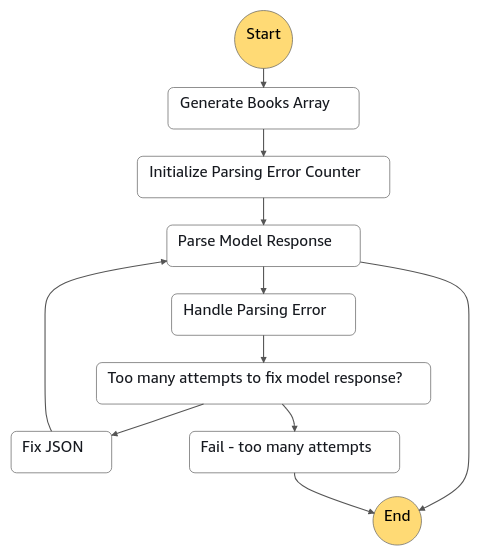 Start
Generate Books Array
Initialize Parsing Error Counter
Parse Model Response
Handle Parsing Error
Too many attempts to fix model response?
Fix JSON
Fail - too many attempts
End